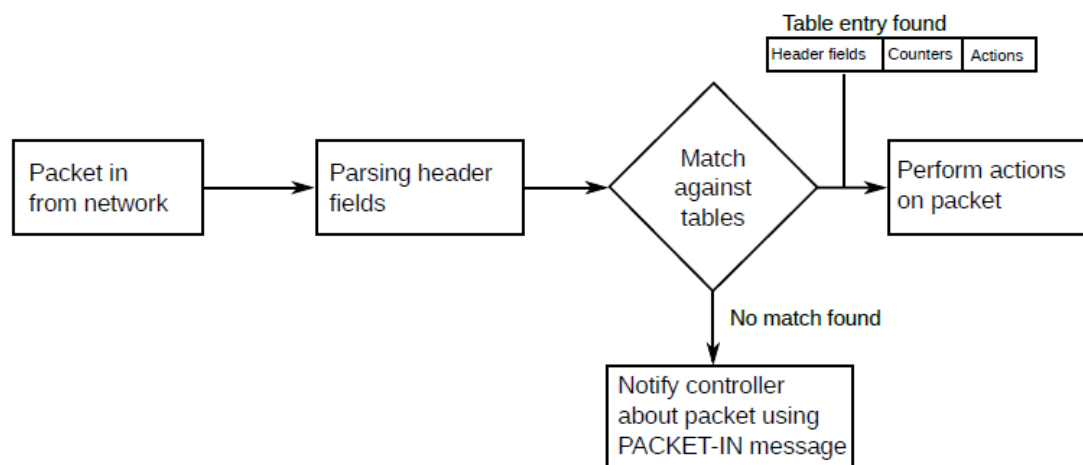 Table entry found
Header fields Counters Actions
Packet in
from network
Parsing header
fields
Match
against
tables
Perform actions
on packet
No match found
Notify controller
about packet using
PACKET-IN message